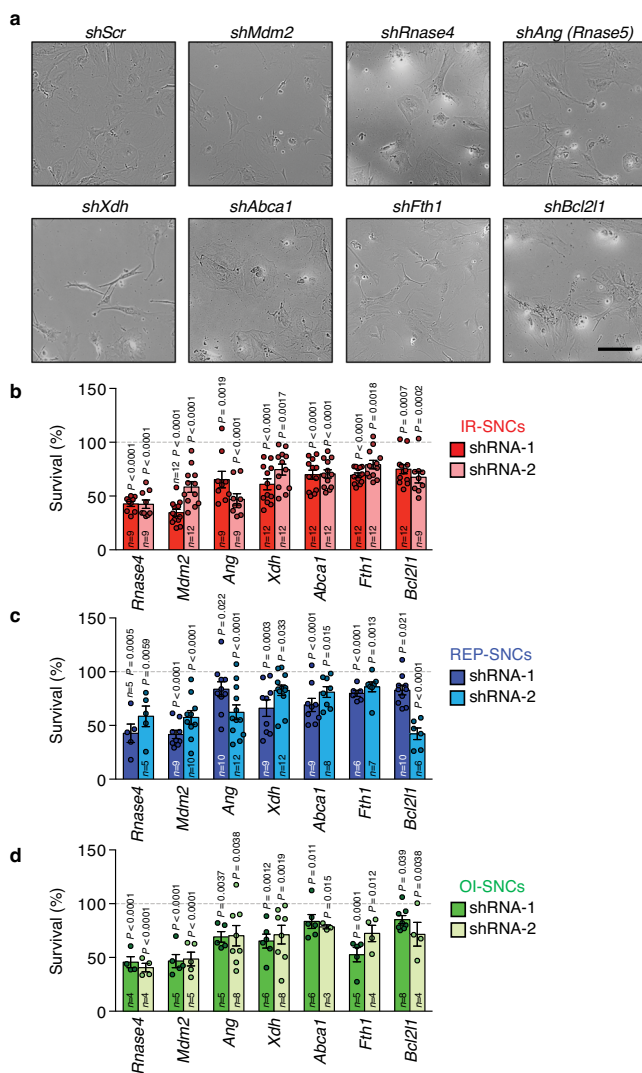 a
shScr
shMdm2
shRnase4
shAng (Rnase5)
shXdh
shAbca1
shFth1
shBcl2l1
b
Survival (%)
150
100
50
0
P < 0.0001
P < 0.0001
P < 0.0001
P < 0.0001
P = 0.0019
P < 0.0001
P < 0.0001
P = 0.0017
P < 0.0001
P < 0.0001
P < 0.0001
P = 0.0018
P = 0.0007
P = 0.0002
n=9
n=9
n=12
n=12
n=9
n=9
n=12
n=12
n=12
n=12
n=12
n=12
n=12
n=9
Rnase4
Mdm2
Ang
Xdh
Abca1
Fth1
Bcl2l1
IR-SNCs
shRNA-1
shRNA-2
c
Survival (%)
150
100
50
0
P = 0.0005
P = 0.0059
P < 0.0001
P < 0.0001
P = 0.022
P < 0.0001
P = 0.0003
P = 0.033
P < 0.0001
P = 0.015
P < 0.0001
P = 0.0013
P = 0.021
P < 0.0001
n=5
n=5
n=9
n=10
n=10
n=12
n=9
n=12
n=9
n=8
n=6
n=7
n=10
n=6
Rnase4
Mdm2
Ang
Xdh
Abca1
Fth1
Bcl2l1
REP-SNCs
shRNA-1
shRNA-2
d
Survival (%)
150
100
50
0
P < 0.0001
P < 0.0001
P < 0.0001
P < 0.0001
P = 0.0037
P = 0.0038
P = 0.0012
P = 0.0019
P = 0.011
P = 0.015
P = 0.0001
P = 0.012
P = 0.039
P = 0.0038
n=4
n=4
n=5
n=5
n=5
n=8
n=6
n=8
n=6
n=3
n=5
n=4
n=8
n=4
Rnase4
Mdm2
Ang
Xdh
Abca1
Fth1
Bcl2l1
OI-SNCs
shRNA-1
shRNA-2